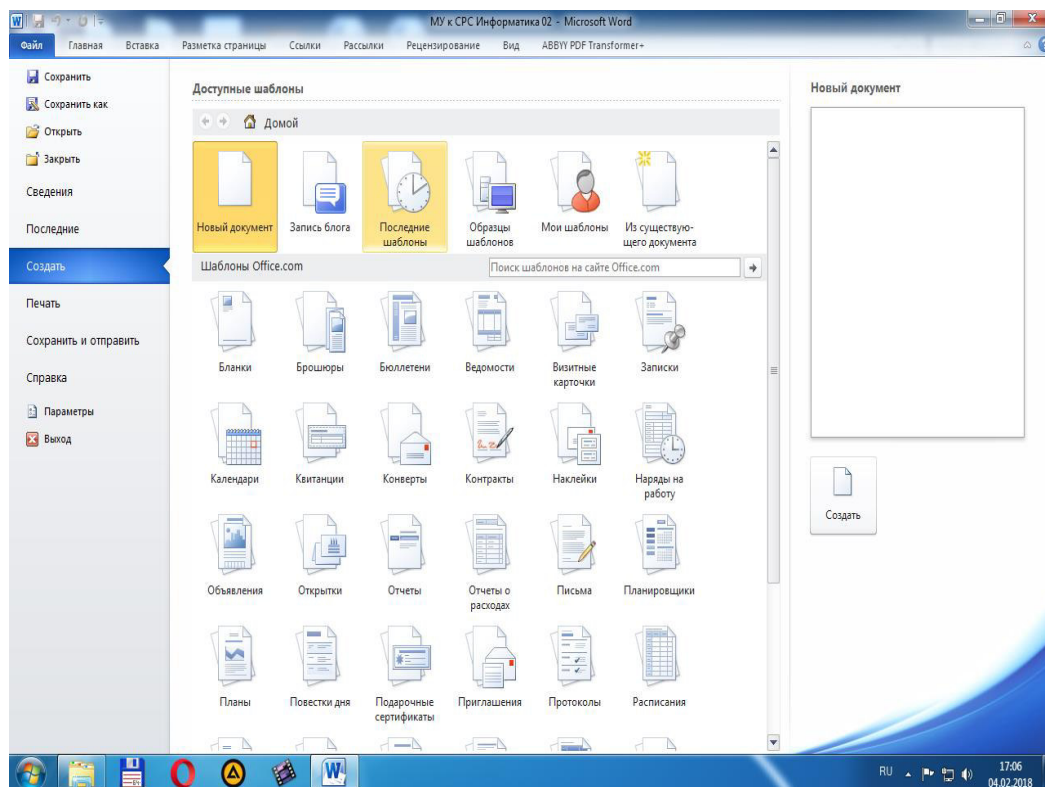 МУ к СРС Информатика 02 - Microsoft Word
Файл Главная Вставка Разметка страницы Ссылки Рассылки Рецензирование Вид ABBYY PDF Transformer+
Сохранить
Сохранить как
Открыть
Закрыть
Сведения
Последние
Создать
Печать
Сохранить и отправить
Справка
Параметры
Выход
Доступные шаблоны
Домой
Новый документ Запись блога Последние шаблоны Образцы шаблонов Мои шаблоны Из существую-
щего документа
Шаблоны Office.com Поиск шаблонов на сайте Office.com
Бланки Брошюры Бюллетени Ведомости Визитные карточки Записки
Календари Квитанции Конверты Контракты Наклейки Наряды на работу
Объявления Открытки Отчеты Отчеты о расходах Письма Планировщики
Планы Повестки дня Подарочные сертификаты Приглашения Протоколы Расписания
Новый документ
Создать
RU
17:06
04.02.2018